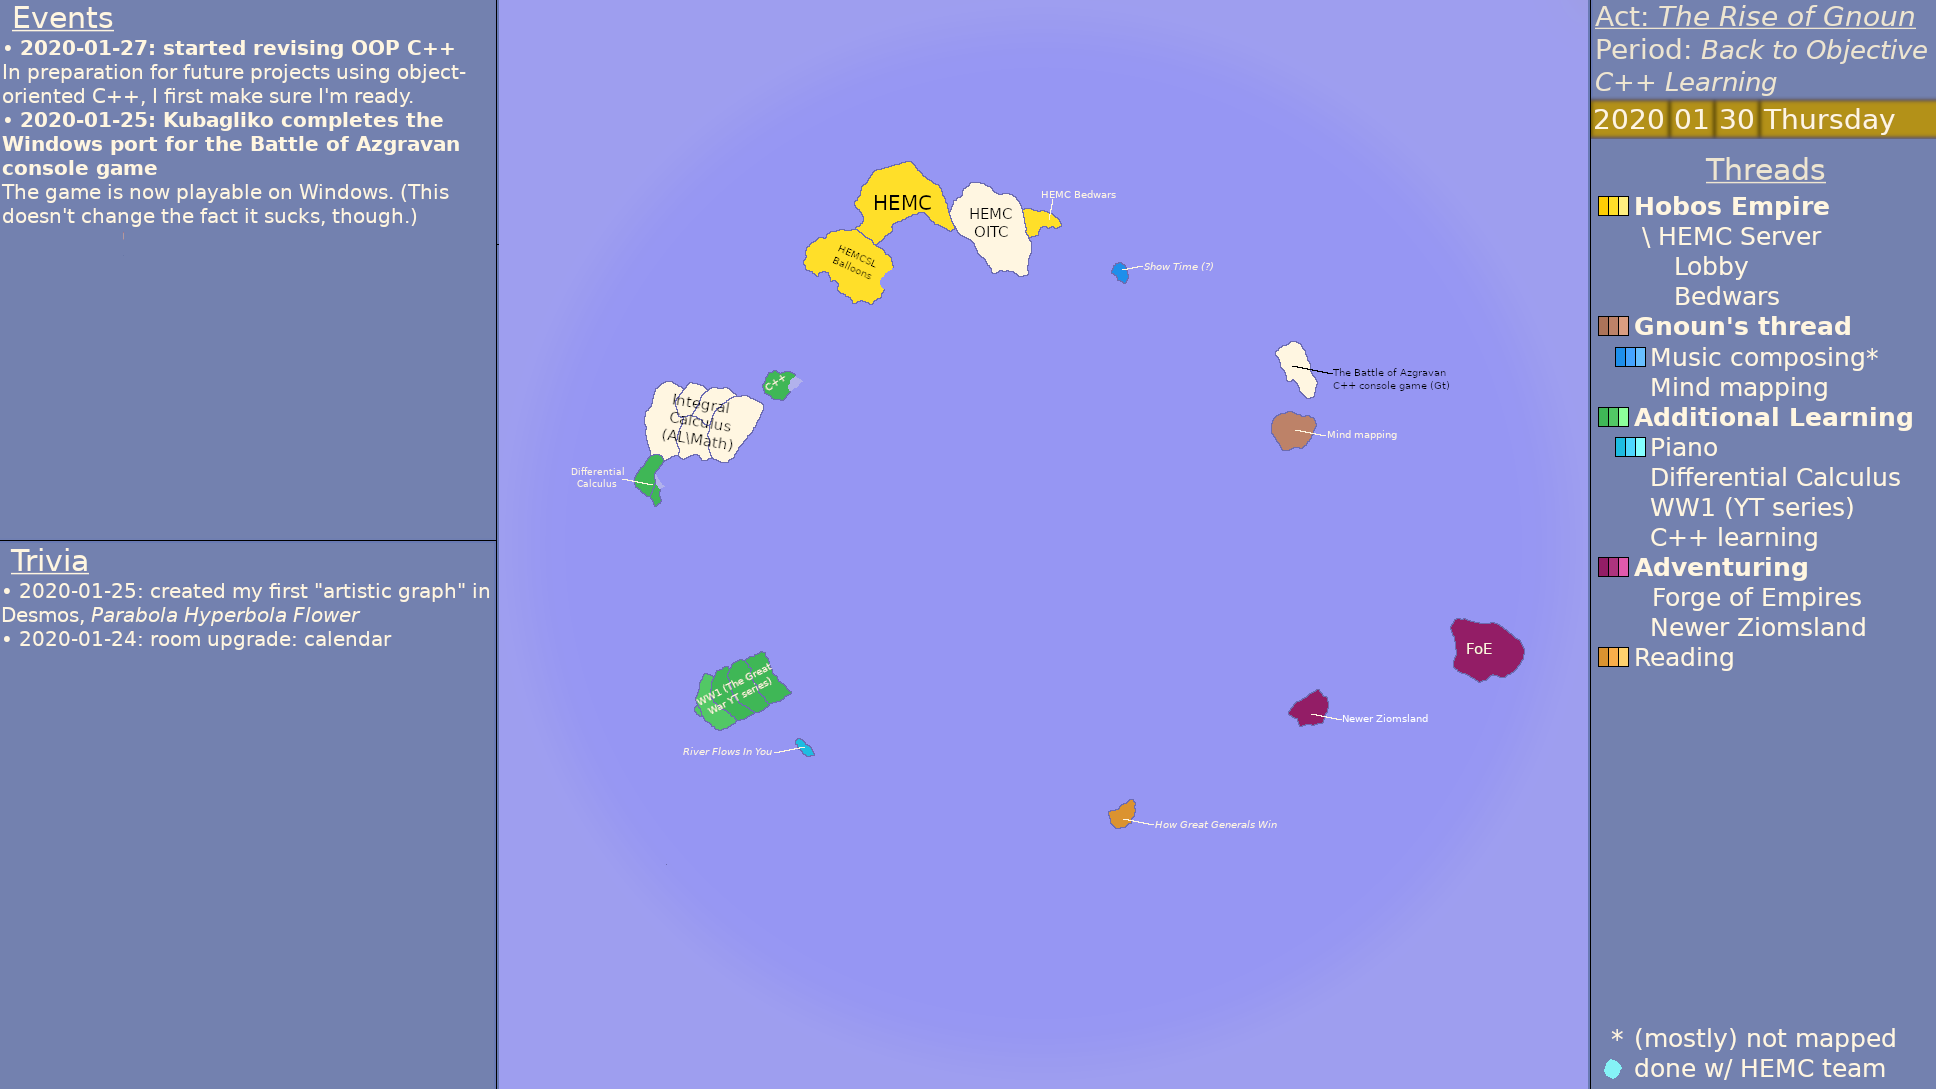 Events
• 2020-01-27: started revising OOP C++
In preparation for future projects using object-
oriented C++, I first make sure I'm ready.
• 2020-01-25: Kubagliko completes the
Windows port for the Battle of Azgravan
console game
The game is now playable on Windows. (This
doesn't change the fact it sucks, though.)
Trivia
• 2020-01-25: created my first "artistic graph" in
Desmos, Parabola Hyperbola Flower
• 2020-01-24: room upgrade: calendar
HEMC
HEMC
OITC
HEMC Bedwars
HEMCSL
Balloons
Show Time (?)
C++
Integral
Calculus
(AL\Math)
Differential
Calculus
The Battle of Azgravan
C++ console game (Gt)
Mind mapping
WW1 (The Great
War YT series)
River Flows In You
FoE
Newer Ziomsland
How Great Generals Win
Act: The Rise of Gnoun
Period: Back to Objective
C++ Learning
2020 01 30 Thursday
Threads
Hobos Empire
\ HEMC Server
Lobby
Bedwars
Gnoun's thread
Music composing*
Mind mapping
Additional Learning
Piano
Differential Calculus
WW1 (YT series)
C++ learning
Adventuring
Forge of Empires
Newer Ziomsland
Reading
* (mostly) not mapped
done w/ HEMC team